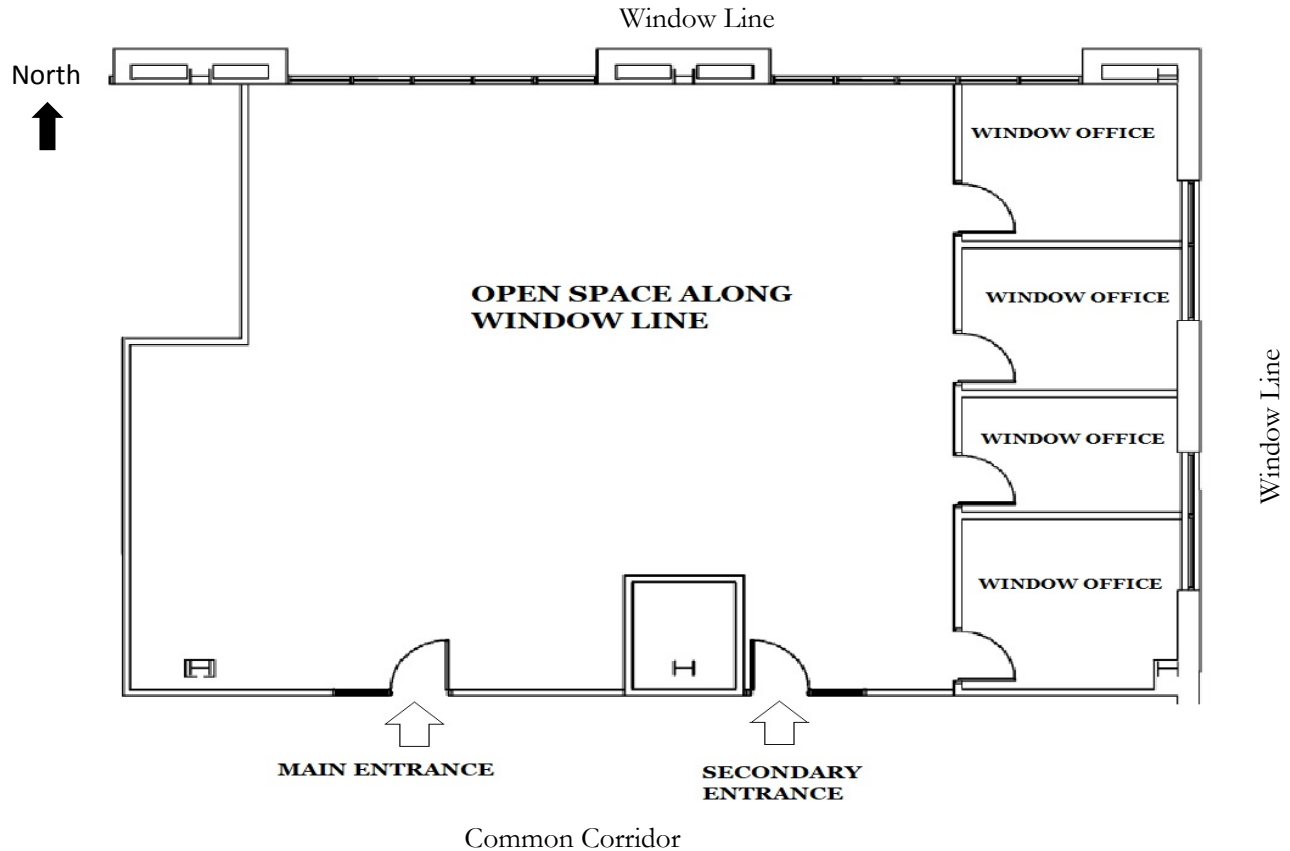 Window Line
North
WINDOW OFFICE
OPEN SPACE ALONG
WINDOW LINE
WINDOW OFFICE
Window Line
WINDOW OFFICE
WINDOW OFFICE
MAIN ENTRANCE
SECONDARY
ENTRANCE
Common Corridor